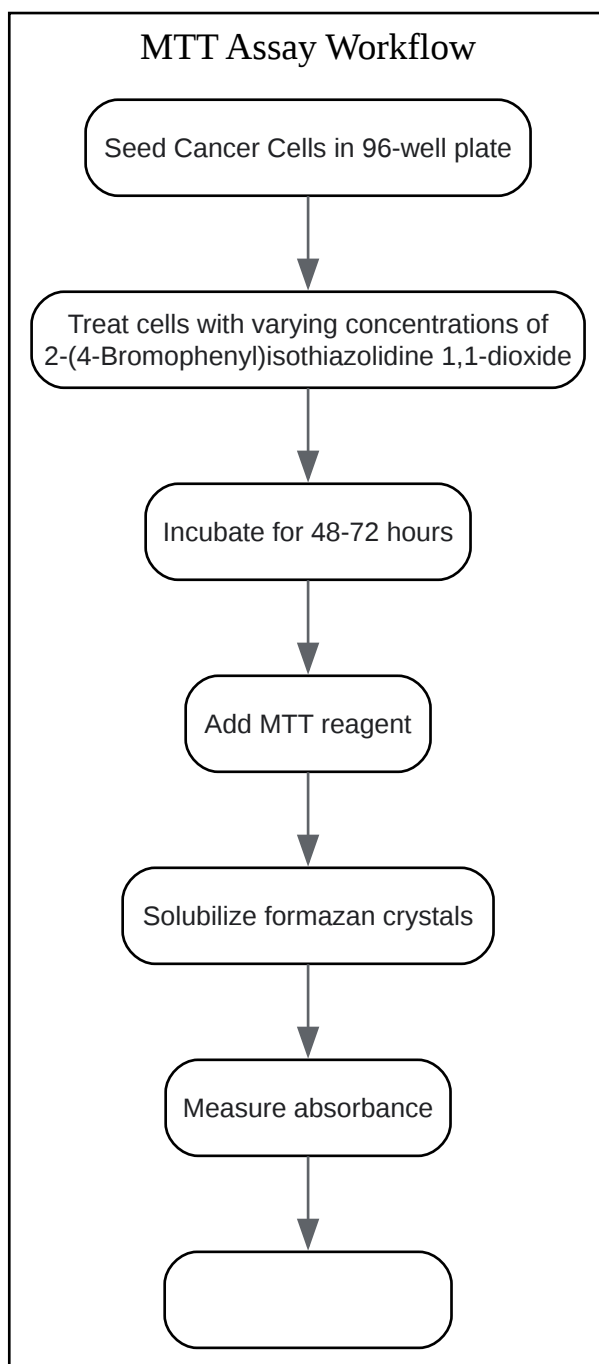 MTT Assay Workflow
Seed Cancer Cells in 96-well plate
Treat cells with varying concentrations of
2-(4-Bromophenyl)isothiazolidine 1,1-dioxide
Incubate for 48-72 hours
Add MTT reagent
Solubilize formazan crystals
Measure absorbance